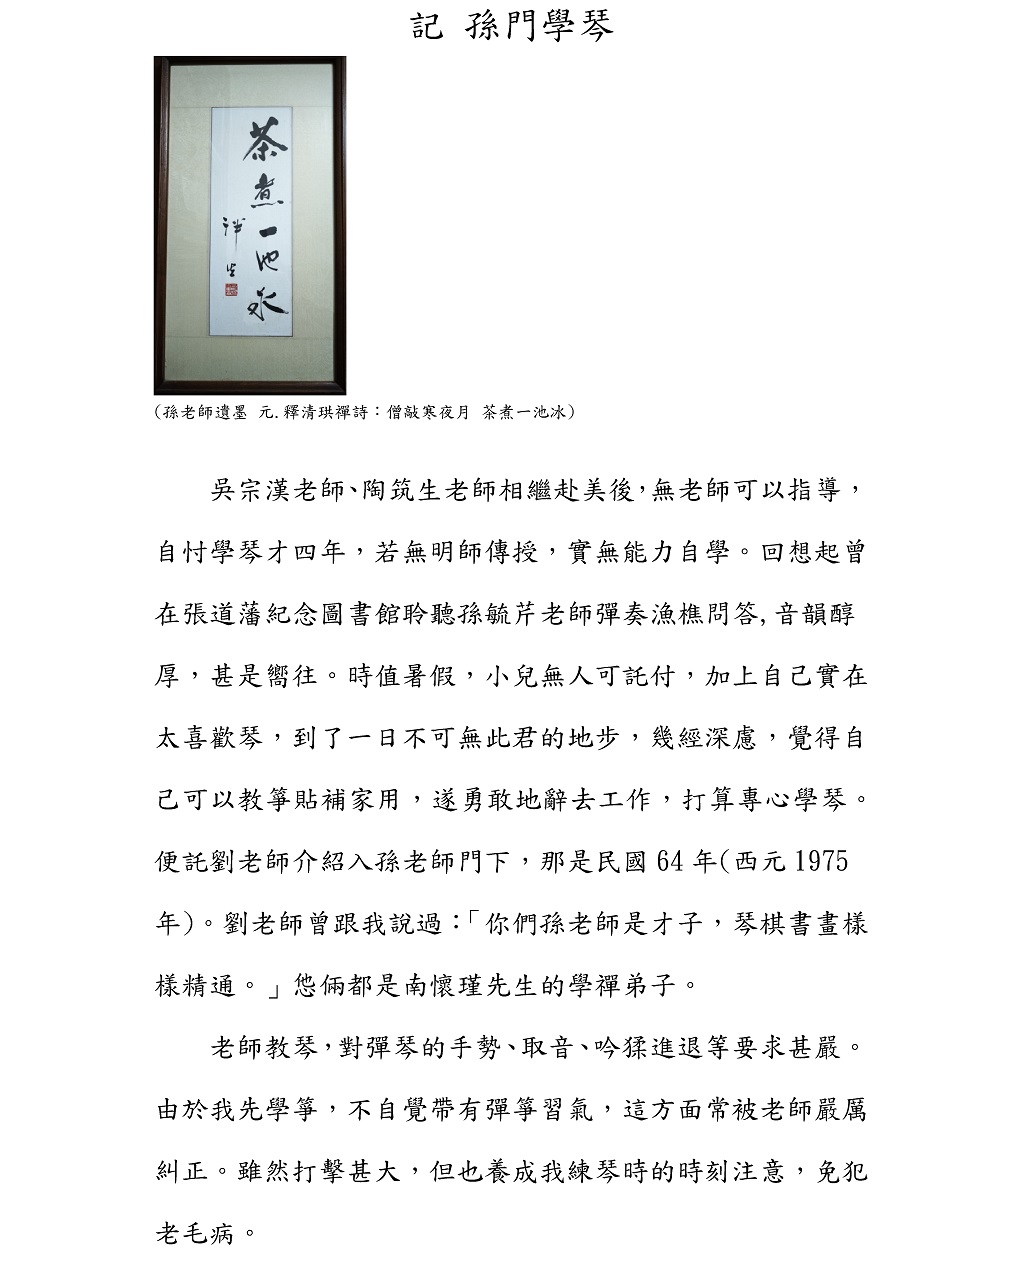 記 孫門學琴
茶煮一池冰
泮生
(孫老師遺墨 元.釋清珙禪詩：僧敲寒夜月 茶煮一池冰)
吳宗漢老師、陶筑生老師相繼赴美後，無老師可以指導，
自忖學琴才四年，若無明師傳授，實無能力自學。回想起曾
在張道藩紀念圖書館聆聽孫毓芹老師彈奏漁樵問答,音韻醇
厚，甚是嚮往。時值暑假，小兒無人可託付，加上自己實在
太喜歡琴，到了一日不可無此君的地步，幾經深慮，覺得自
己可以教箏貼補家用，遂勇敢地辭去工作，打算專心學琴。
便託劉老師介紹入孫老師門下，那是民國 64 年(西元 1975
年)。劉老師曾跟我說過：「你們孫老師是才子，琴棋書畫樣
樣精通。」 怹倆都是南懷瑾先生的學禪弟子。
老師教琴，對彈琴的手勢、取音、吟猱進退等要求甚嚴。
由於我先學箏，不自覺帶有彈箏習氣，這方面常被老師嚴厲
糾正。雖然打擊甚大，但也養成我練琴時的時刻注意，免犯
老毛病。